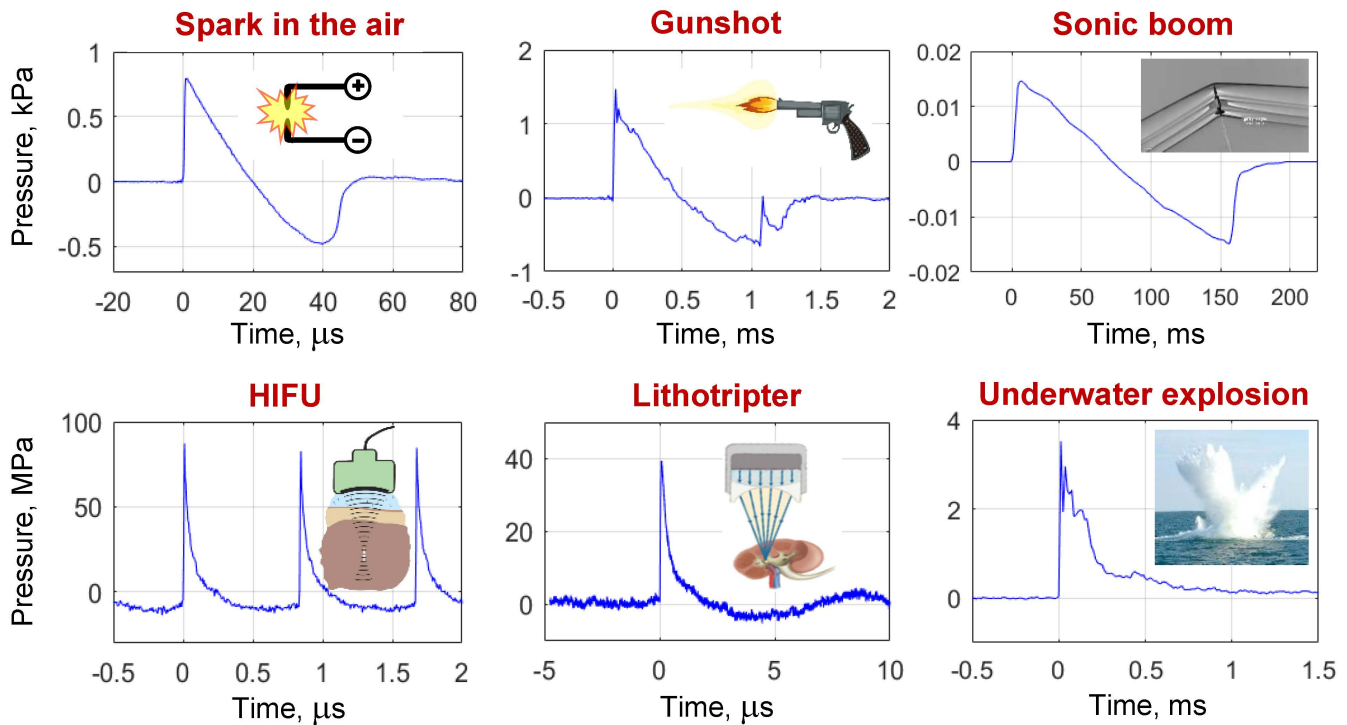 Spark in the air
Gunshot
Sonic boom
Pressure, kPa
1
0.5
0
-0.5
-20 0 20 40 60 80
Time, μs
2
1
0
-1
-0.5 0 0.5 1 1.5 2
Time, ms
0.02
0.01
0
-0.01
-0.02
0 50 100 150 200
Time, ms
HIFU
Lithotripter
Underwater explosion
Pressure, MPa
100
50
0
-0.5 0 0.5 1 1.5 2
Time, μs
40
20
0
-5 0 5 10
Time, μs
4
2
0
-0.5 0 0.5 1 1.5
Time, ms